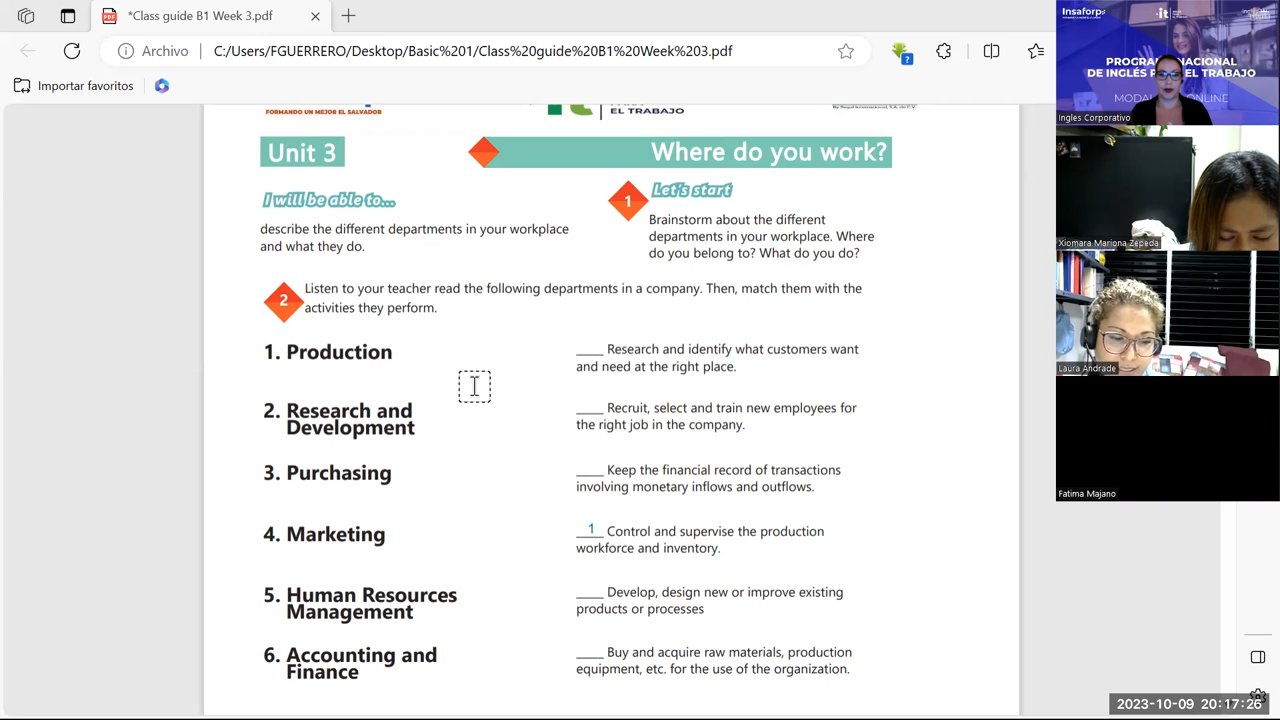 *Class guide B1 Week 3.pdf
Archivo
C:/Users/FGUERRERO/Desktop/Basic%201/Class%20guide%20B1%20Week%203.pdf
Importar favoritos
FORMANDO UN MEJOR EL SALVADOR
EL TRABAJO
Unit 3
Where do you work?
I will be able to...
describe the different departments in your workplace
and what they do.
1
Let's start
Brainstorm about the different
departments in your workplace. Where
do you belong to? What do you do?
2
Listen to your teacher read the following departments in a company. Then, match them with the
activities they perform.
1. Production
____ Research and identify what customers want
and need at the right place.
2. Research and
Development
____ Recruit, select and train new employees for
the right job in the company.
3. Purchasing
____ Keep the financial record of transactions
involving monetary inflows and outflows.
4. Marketing
1 Control and supervise the production
workforce and inventory.
5. Human Resources
Management
____ Develop, design new or improve existing
products or processes
6. Accounting and
Finance
____ Buy and acquire raw materials, production
equipment, etc. for the use of the organization.
Insaforp
it
Ingles Corporativo
Xiomara Mariona Zepeda
Laura Andrade
Fatima Majano
2023-10-09 20:17:26